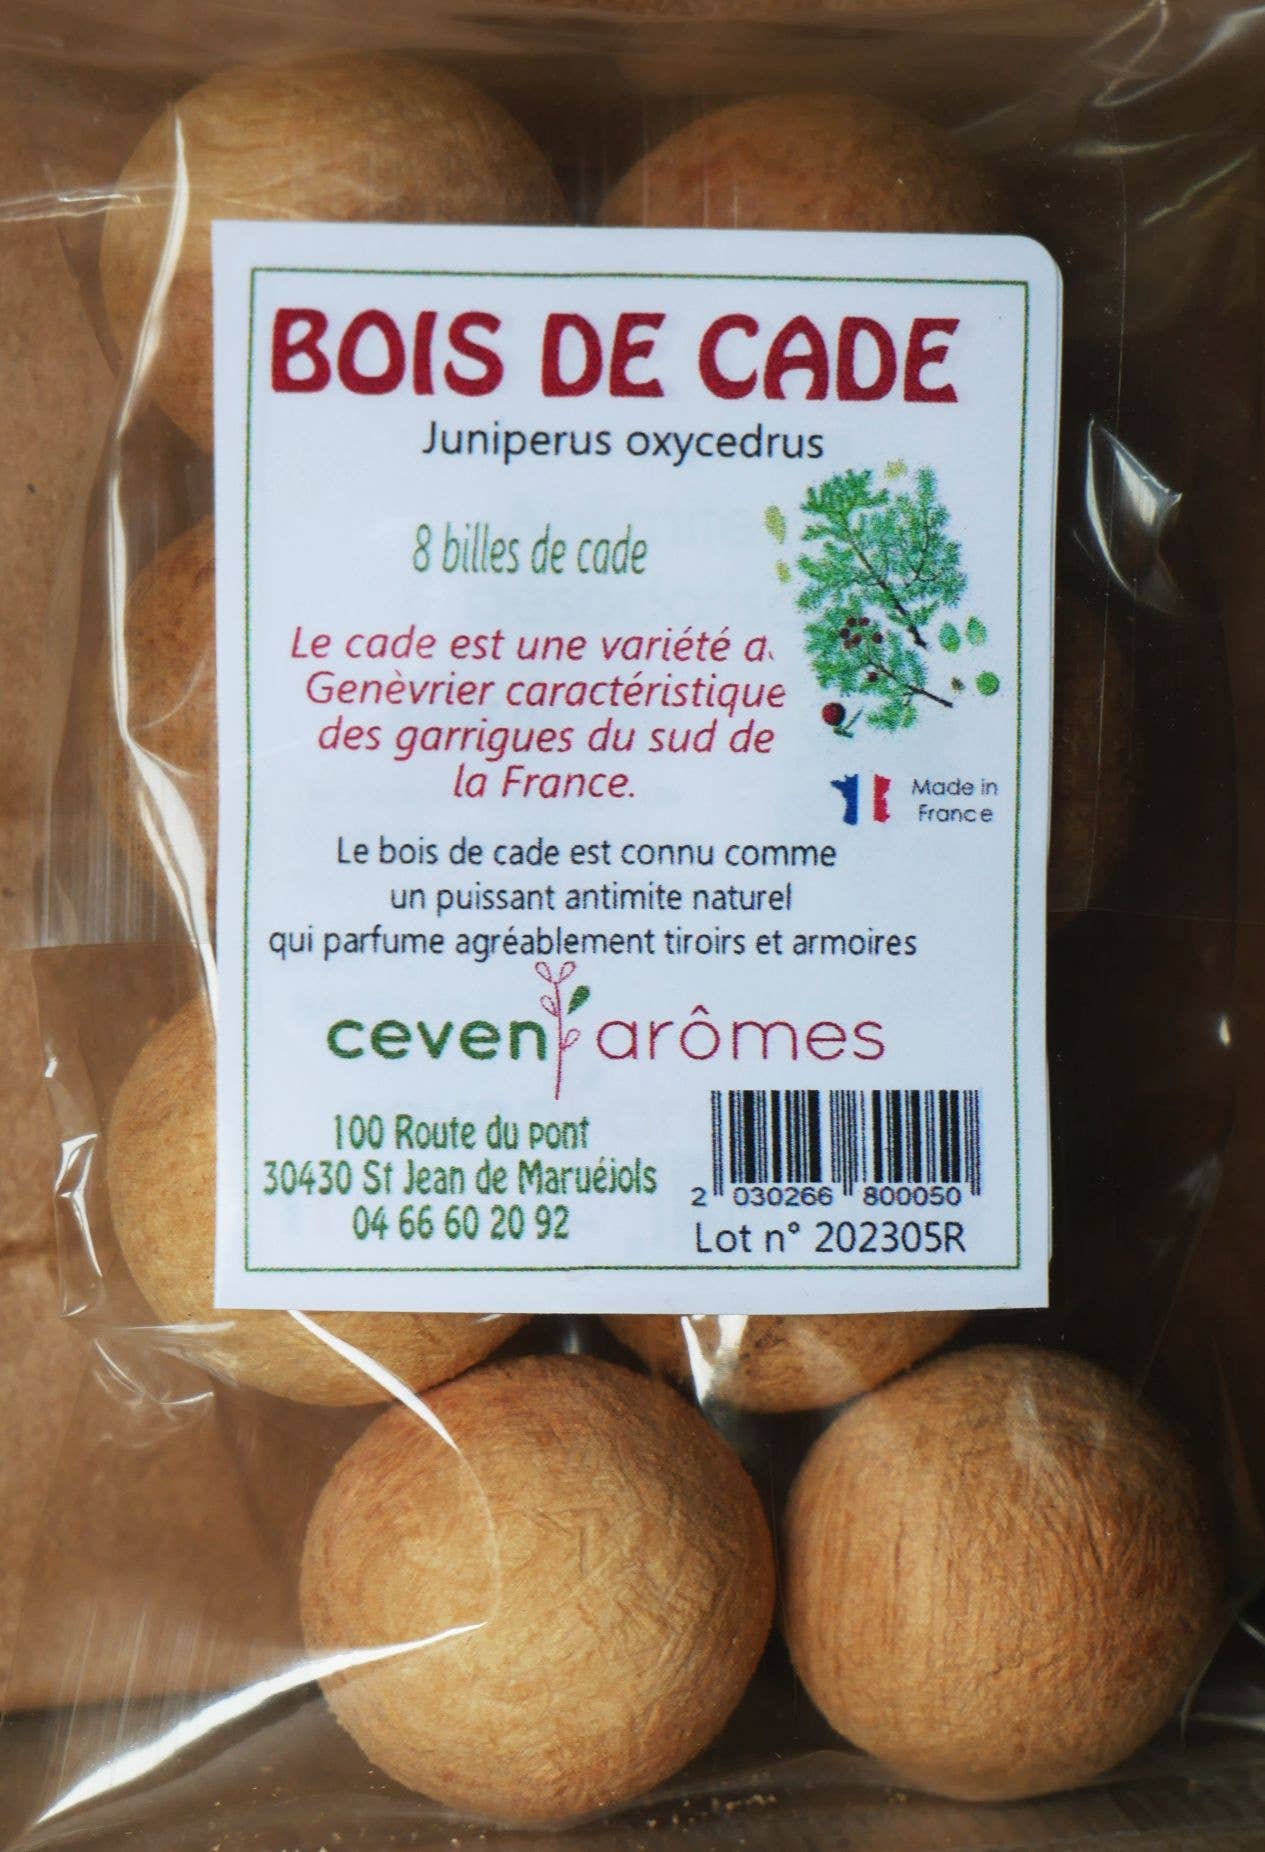 BOIS DE CADE
Juniperus oxycedrus
8 billes de cade
Le cade est une variété
Genèvrier caractéristique
des garrigues du sud de
la France.
Made in
France
Le bois de cade est connu comme
un puissant antimite naturel
qui parfume agréablement tiroirs et armoires
ceven arômes
100 Route du pont
30430 St Jean de Maruéjols
04 66 60 20 92
2 030266 800050
Lot n° 202305R